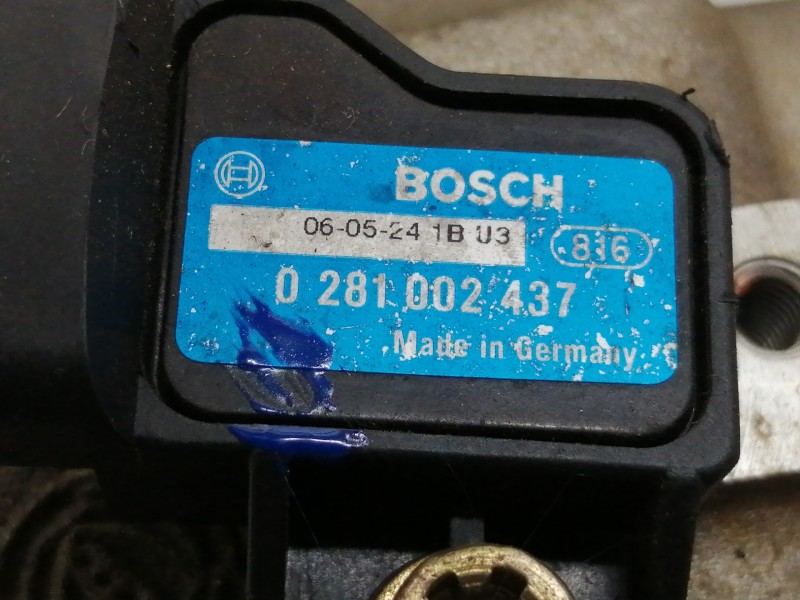 BOSCH
06-05-24 1B U3
816
0 281 002 437
Made in Germany